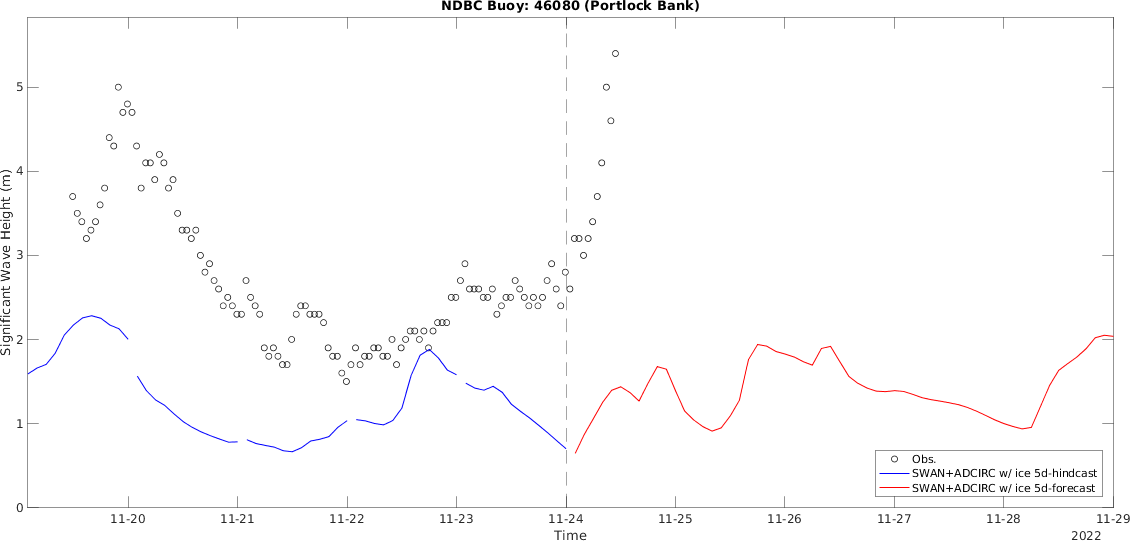 NDBC Buoy: 46080 (Portlock Bank)
Significant Wave Height (m)
5
4
3
2
1
0
Obs.
SWAN+ADCIRC w/ ice 5d-hindcast
SWAN+ADCIRC w/ ice 5d-forecast
11-20 11-21 11-22 11-23 11-24 11-25 11-26 11-27 11-28 11-29
Time
2022